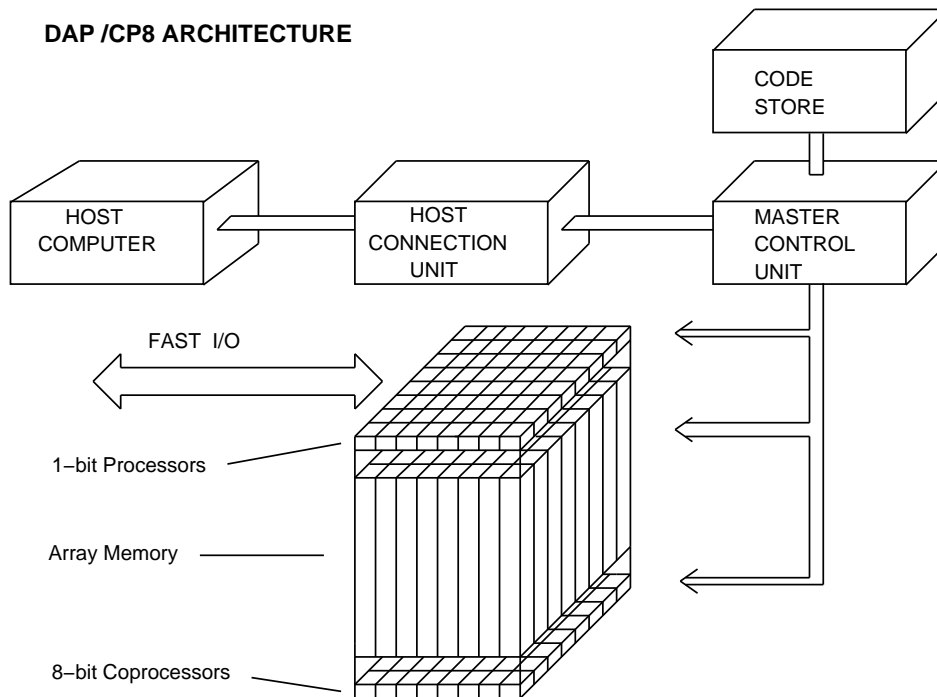 DAP /CP8 ARCHITECTURE
CODE
STORE
HOST
COMPUTER
HOST
CONNECTION
UNIT
MASTER
CONTROL
UNIT
FAST I/O
1–bit Processors
Array Memory
8–bit Coprocessors